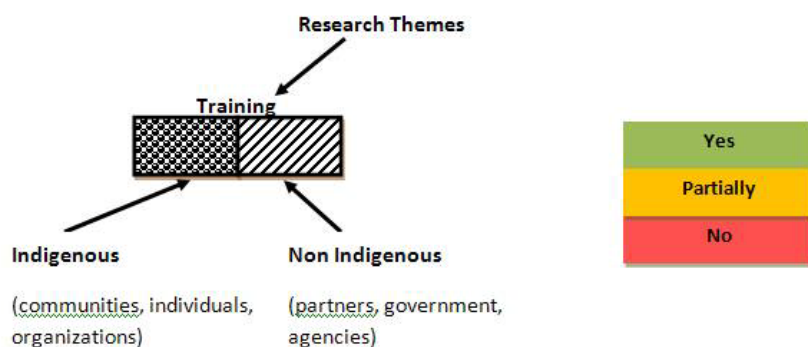 Research Themes
Training
Yes
Partially
No
Indigenous
(communities, individuals,
organizations)
Non Indigenous
(partners, government,
agencies)